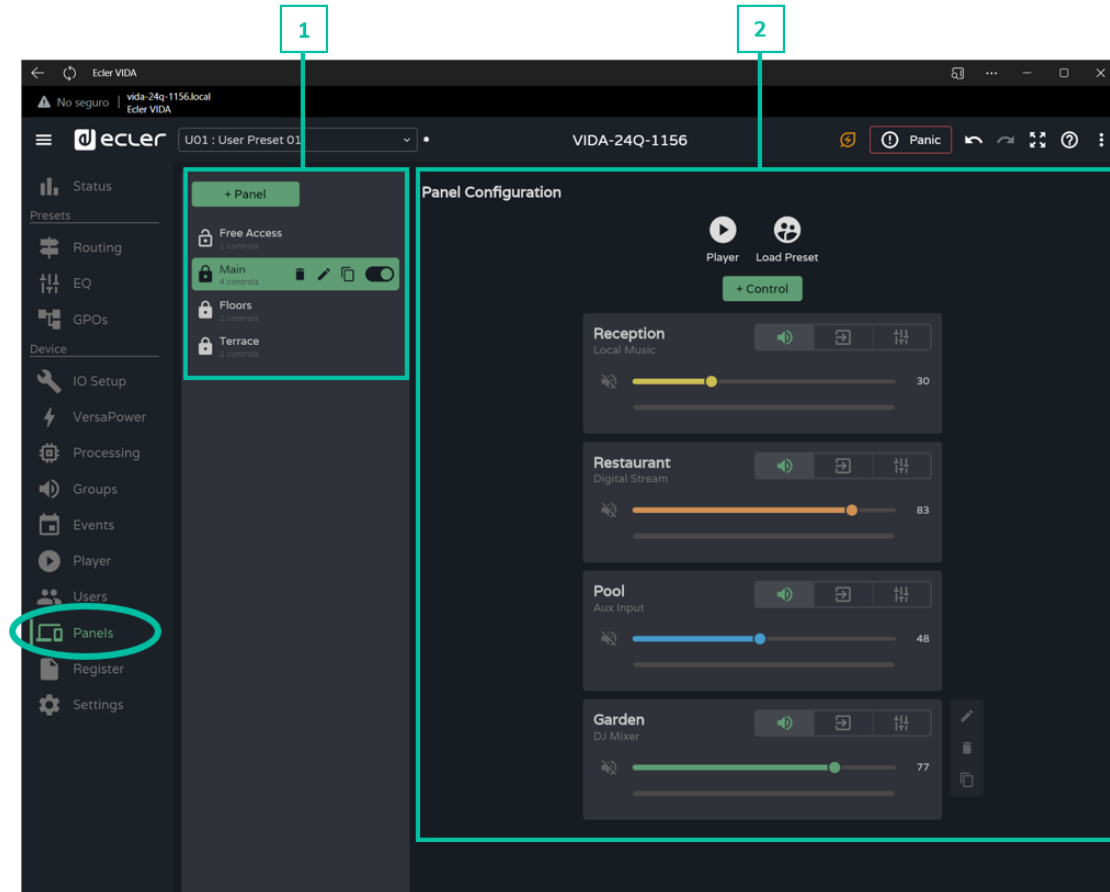 1
2
Ecler VIDA
No seguro
vida-24q-1156.local
Ecler VIDA
ecler
U01 : User Preset 01
VIDA-24Q-1156
Panic
Status
Presets
Routing
EQ
GPOs
Device
IO Setup
VersaPower
Processing
Groups
Events
Player
Users
Panels
Register
Settings
+ Panel
Free Access
1 controls
Main
4 controls
Floors
2 controls
Terrace
2 controls
Panel Configuration
Player
Load Preset
+ Control
Reception
Local Music
30
Restaurant
Digital Stream
83
Pool
Aux Input
48
Garden
DJ Mixer
77